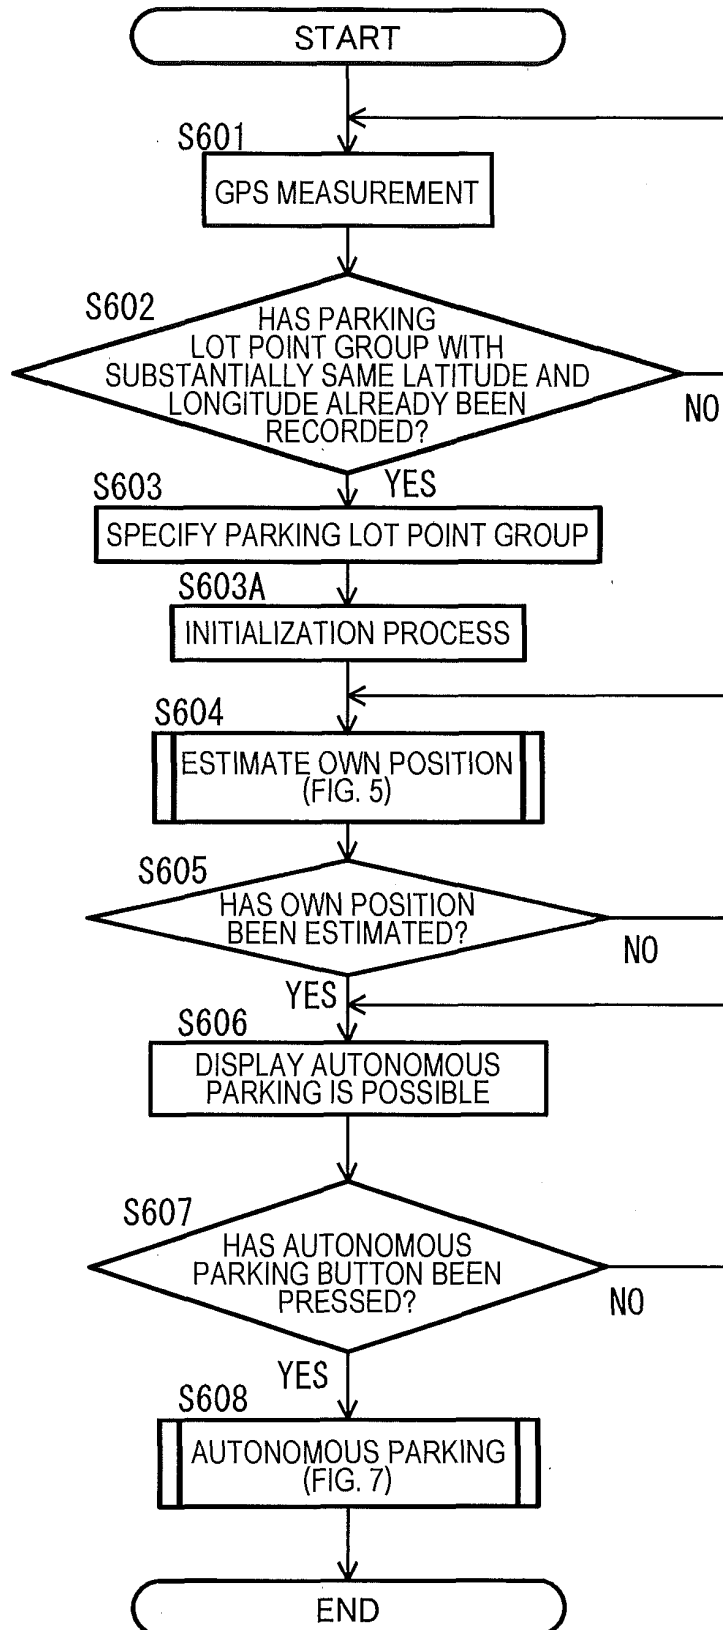 START
S601
GPS MEASUREMENT
S602
HAS PARKING
LOT POINT GROUP WITH
SUBSTANTIALLY SAME LATITUDE AND
LONGITUDE ALREADY BEEN
RECORDED?
NO
YES
S603
SPECIFY PARKING LOT POINT GROUP
S603A
INITIALIZATION PROCESS
S604
ESTIMATE OWN POSITION
(FIG. 5)
S605
HAS OWN POSITION
BEEN ESTIMATED?
NO
YES
S606
DISPLAY AUTONOMOUS
PARKING IS POSSIBLE
S607
HAS AUTONOMOUS
PARKING BUTTON BEEN
PRESSED?
NO
YES
S608
AUTONOMOUS PARKING
(FIG. 7)
END